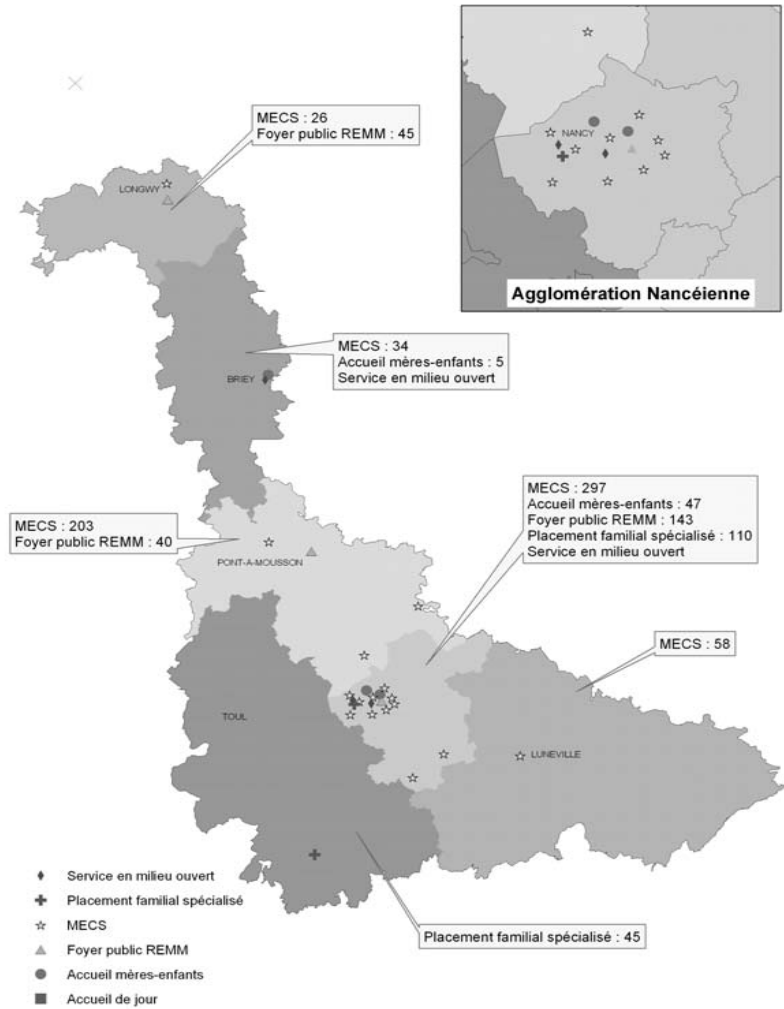 MECS : 26
Foyer public REMM : 45
NANCY
Agglomération Nancéienne
LONGWY
MECS : 34
Accueil mères-enfants : 5
Service en milieu ouvert
BRIEY
MECS : 297
Accueil mères-enfants : 47
Foyer public REMM : 143
Placement familial spécialisé : 110
Service en milieu ouvert
MECS : 203
Foyer public REMM : 40
PONT-A-MOUSSON
MECS : 58
TOUL
LUNEVILLE
Service en milieu ouvert
Placement familial spécialisé
MECS
Foyer public REMM
Accueil mères-enfants
Accueil de jour
Placement familial spécialisé : 45